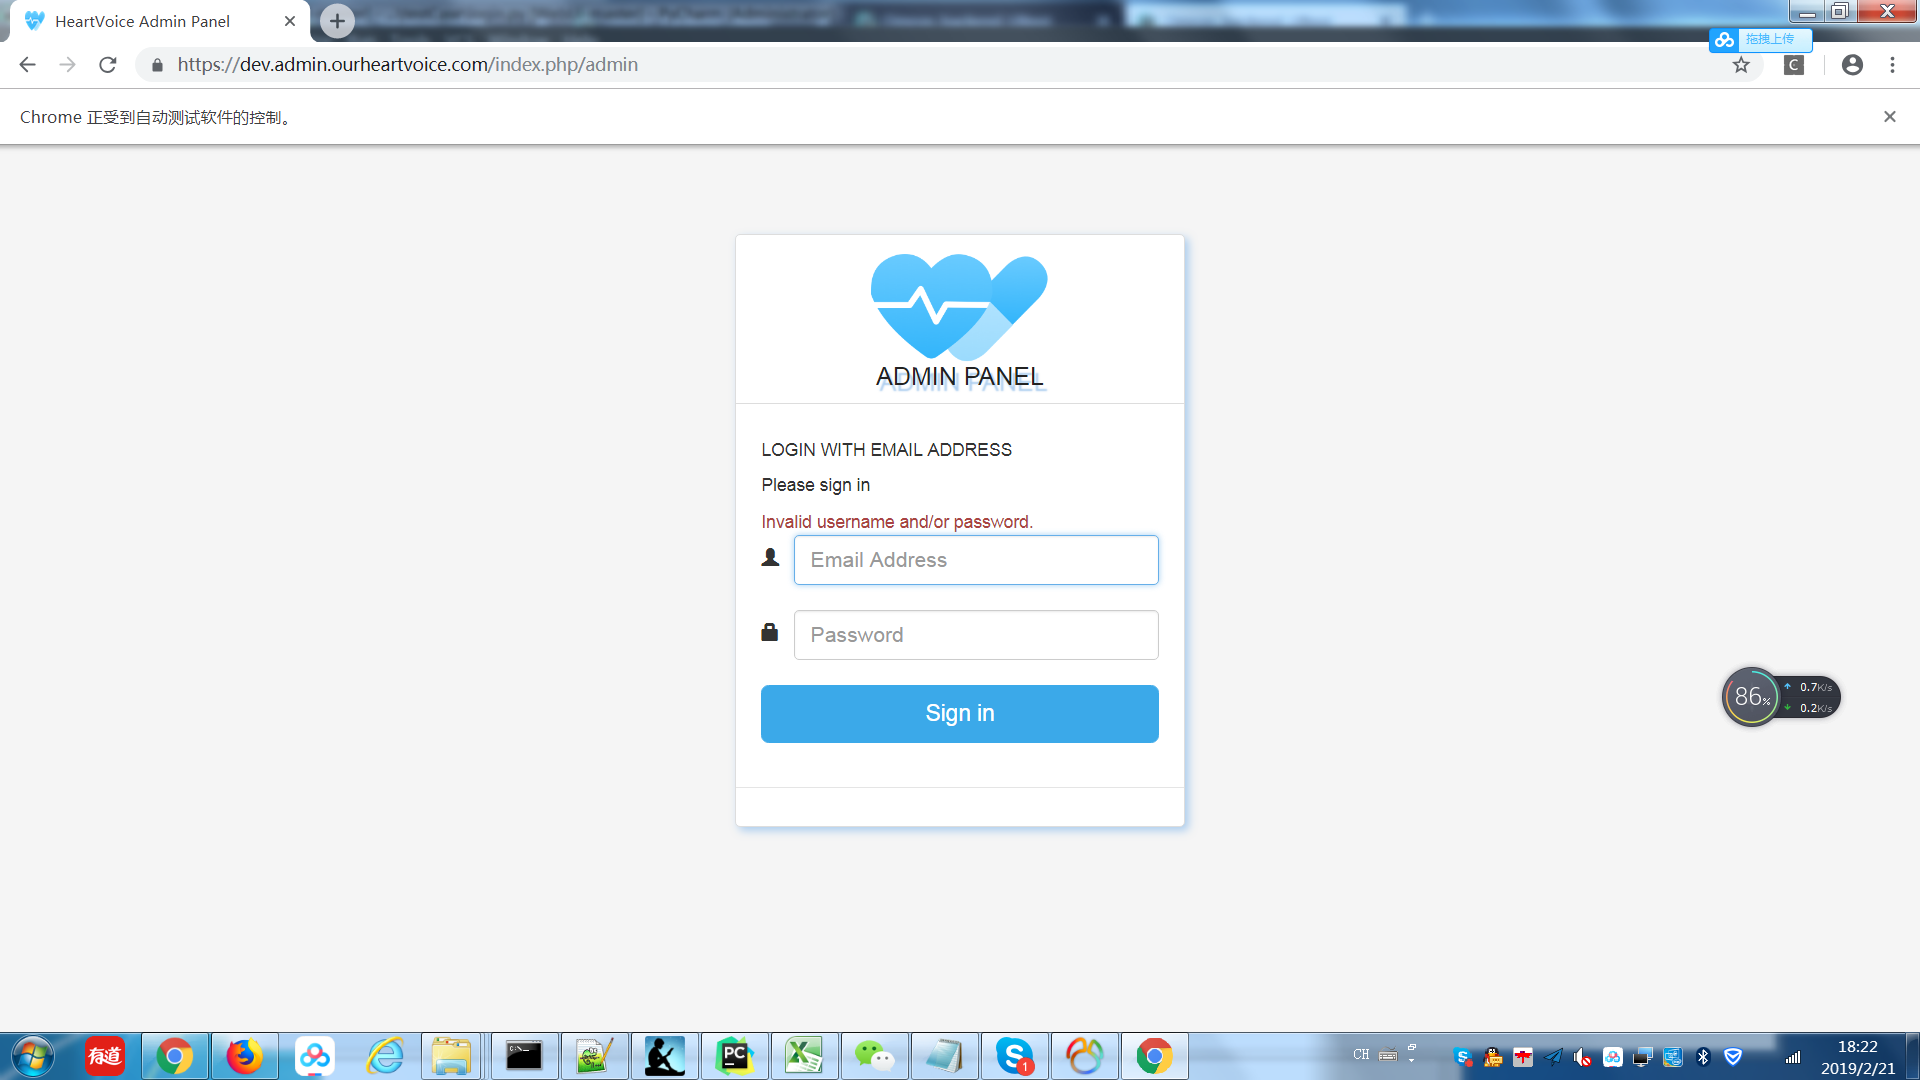 HeartVoice Admin Panel
拖拽上传
https://dev.admin.ourheartvoice.com/index.php/admin
C
Chrome 正受到自动测试软件的控制。
ADMIN PANEL
LOGIN WITH EMAIL ADDRESS
Please sign in
Invalid username and/or password.
Email Address
Password
Sign in
86%
0.7K/s
0.2K/s
有道
PC
1
CH
18:22
2019/2/21